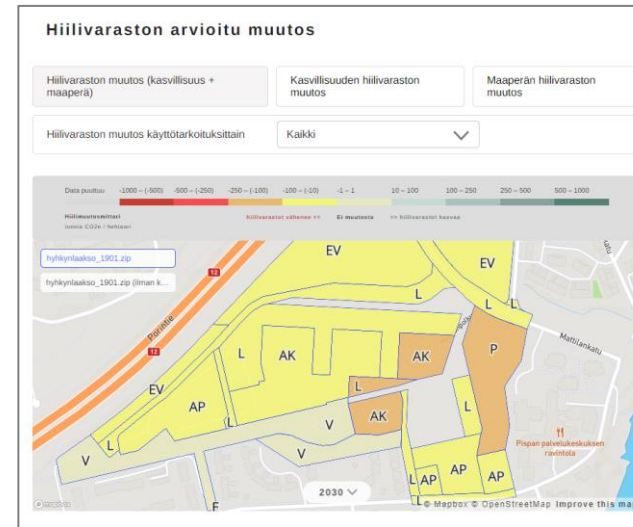 Hiilivaraston arvioitu muutos
Hiilivaraston muutos (kasvillisuus +
maaperä)
Kasvillisuuden hiilivaraston
muutos
Maaperän hiilivaraston
muutos
Hiilivaraston muutos käyttötarkoituksittain
Kaikki
Data puuttuu -1000 – (-500) -500 – (-250) -250 – (-100) -100 – (-10) -1 – 1 10 – 100 100 – 250 250 – 500 500 – 1000
Hiilimuutosmittari
tonnia CO2e / hehtaari
hiilivarastot vähenee <<
Ei muutosta
>> hiilivarastot kasvaa
hyhkynlaakso_1901.zip
hyhkynlaakso_1901.zip (ilman k...
EV
EV
12
Porintie
12
L
L
L
L
AK
AK
P
Mattilankatu
katu
EV
L
AP
L
V
AK
L
V
L
Pispan palvelukeskuksen
ravintola
L
AP
AP
AP
2030
L
© Mapbox © OpenStreetMap Improve this ma